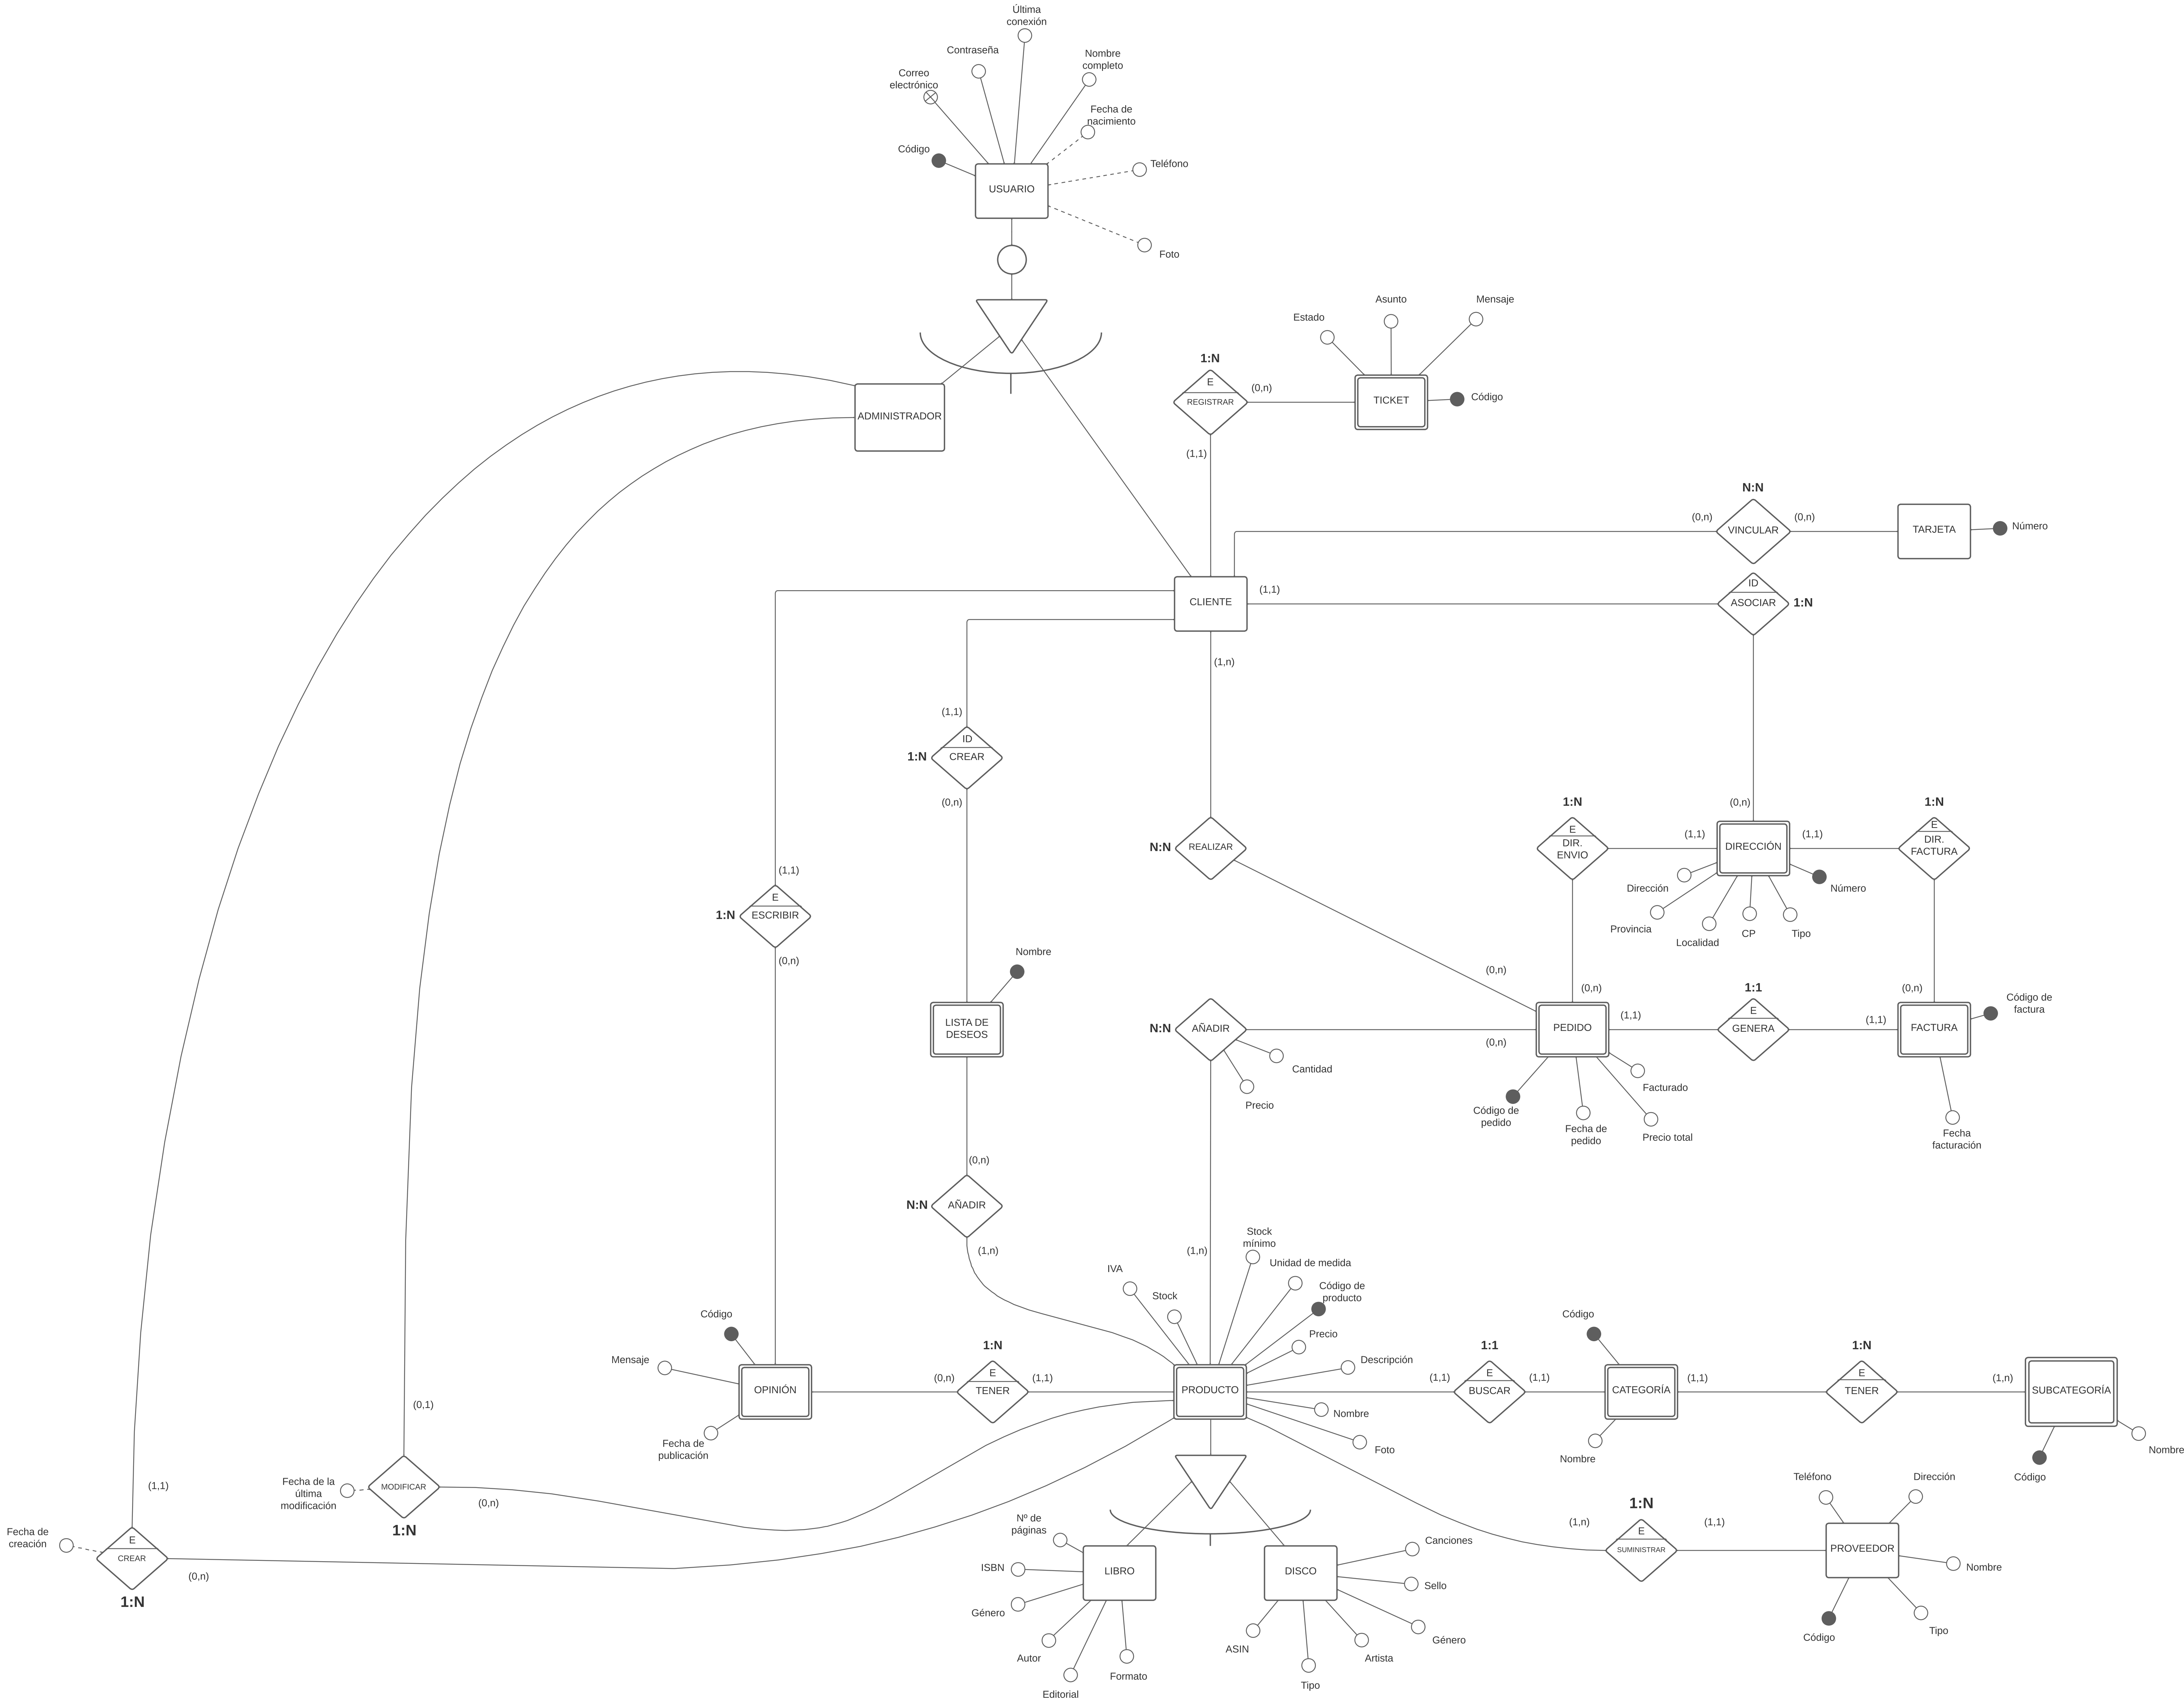 Última
conexión
Contraseña
Nombre
completo
Correo
electrónico
Fecha de
nacimiento
Código
Teléfono
USUARIO
Foto
Asunto
Mensaje
Estado
1:N
E
REGISTRAR
(0,n)
TICKET
Código
ADMINISTRADOR
(1,1)
N:N
(0,n)
VINCULAR
(0,n)
TARJETA
Número
CLIENTE
(1,1)
ID
ASOCIAR
1:N
(1,n)
(1,1)
ID
1:N
CREAR
(0,n)
(0,n)
1:N
1:N
N:N
REALIZAR
E
DIR.
ENVIO
(1,1)
DIRECCIÓN
(1,1)
E
DIR.
FACTURA
Dirección
Número
Provincia
Localidad
CP
Tipo
(1,1)
E
1:N
ESCRIBIR
(0,n)
Nombre
(0,n)
(0,n)
1:1
(0,n)
Código de
factura
LISTA DE
DESEOS
N:N
AÑADIR
(0,n)
PEDIDO
(1,1)
E
GENERA
(1,1)
FACTURA
Cantidad
Precio
Facturado
Código de
pedido
Fecha de
pedido
Precio total
Fecha
facturación
(0,n)
N:N
AÑADIR
(1,n)
(1,n)
Stock
mínimo
Unidad de medida
IVA
Stock
Código de
producto
Precio
Descripción
Código
Mensaje
OPINIÓN
Fecha de
publicación
(0,n)
1:N
E
TENER
(1,1)
PRODUCTO
Nombre
Foto
(1,1)
1:1
E
BUSCAR
(1,1)
Código
CATEGORÍA
Nombre
(1,1)
1:N
E
TENER
(1,n)
SUBCATEGORÍA
Nombre
Código
(0,1)
(1,1)
Fecha de la
última
modificación
MODIFICAR
(0,n)
1:N
Fecha de
creación
E
CREAR
(0,n)
1:N
Nº de
páginas
ISBN
LIBRO
Género
Autor
Editorial
Formato
DISCO
Canciones
Sello
Género
ASIN
Artista
Tipo
(1,n)
1:N
E
SUMINISTRAR
(1,1)
Teléfono
Dirección
PROVEEDOR
Nombre
Código
Tipo